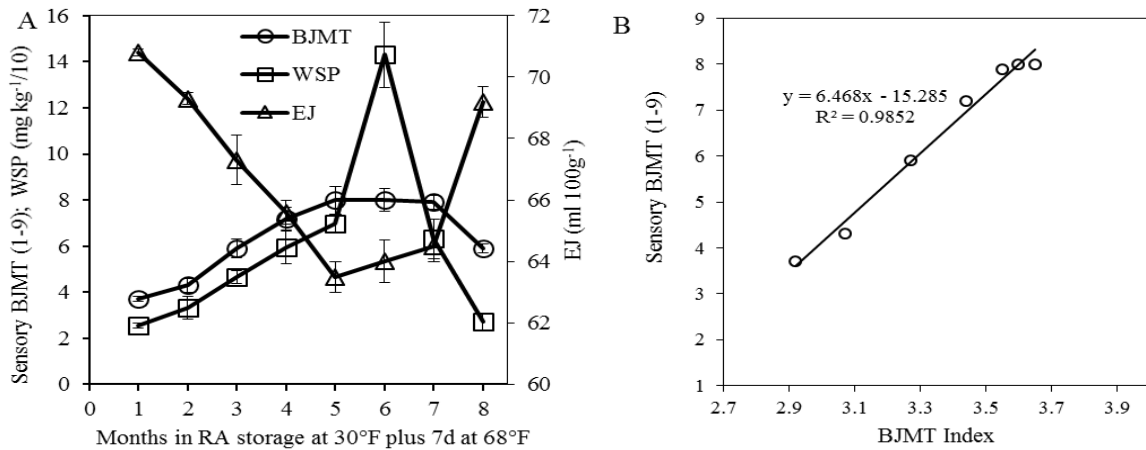 A
Sensory BJMT (1-9); WSP (mg kg⁻¹/10)
16
14
12
10
8
6
4
2
0
BJMT
WSP
EJ
72
70
68
66
64
62
60
EJ (ml 100g⁻¹)
0 1 2 3 4 5 6 7 8
Months in RA storage at 30°F plus 7d at 68°F
B
Sensory BJMT (1-9)
9
8
7
6
5
4
3
2
1
y = 6.468x - 15.285
R² = 0.9852
2.7 2.9 3.1 3.3 3.5 3.7 3.9
BJMT Index